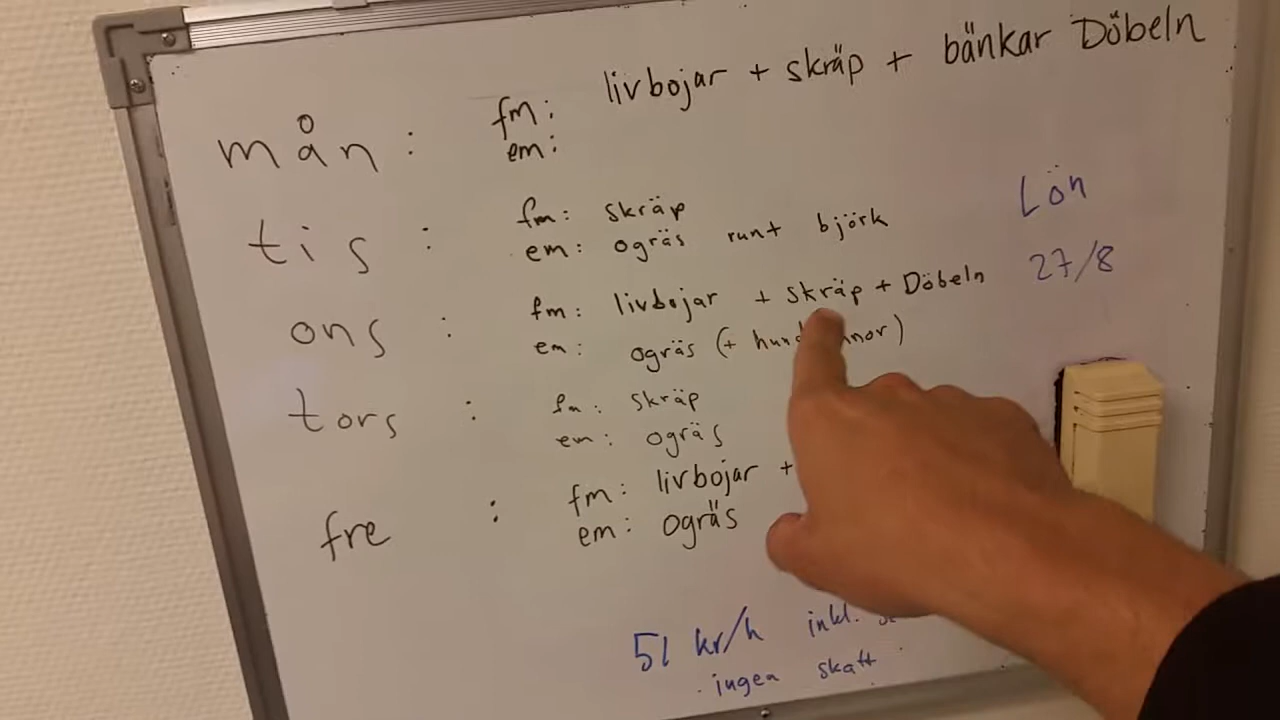 mån : fm: livbojar + skräp + bänkar Döbeln
em:
tis : fm: skräp
em: ogräs runt björk
ons : fm: livbojar + skräp + Döbeln
em: ogräs (+
tors : fm: skräp
em: ogräs
fre : fm: livbojar +
em: ogräs
Lön
27/8
51 kr/h inkl.
ingen skatt